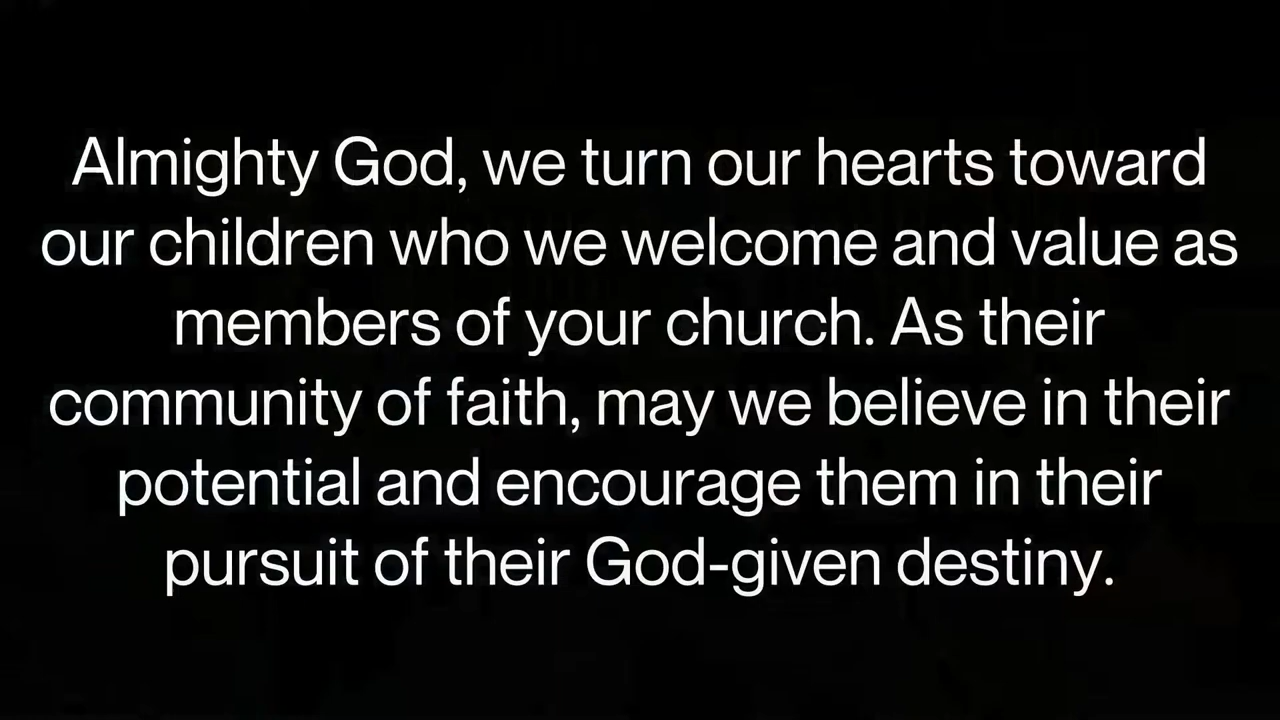 Almighty God, we turn our hearts toward
our children who we welcome and value as
members of your church. As their
community of faith, may we believe in their
potential and encourage them in their
pursuit of their God-given destiny.